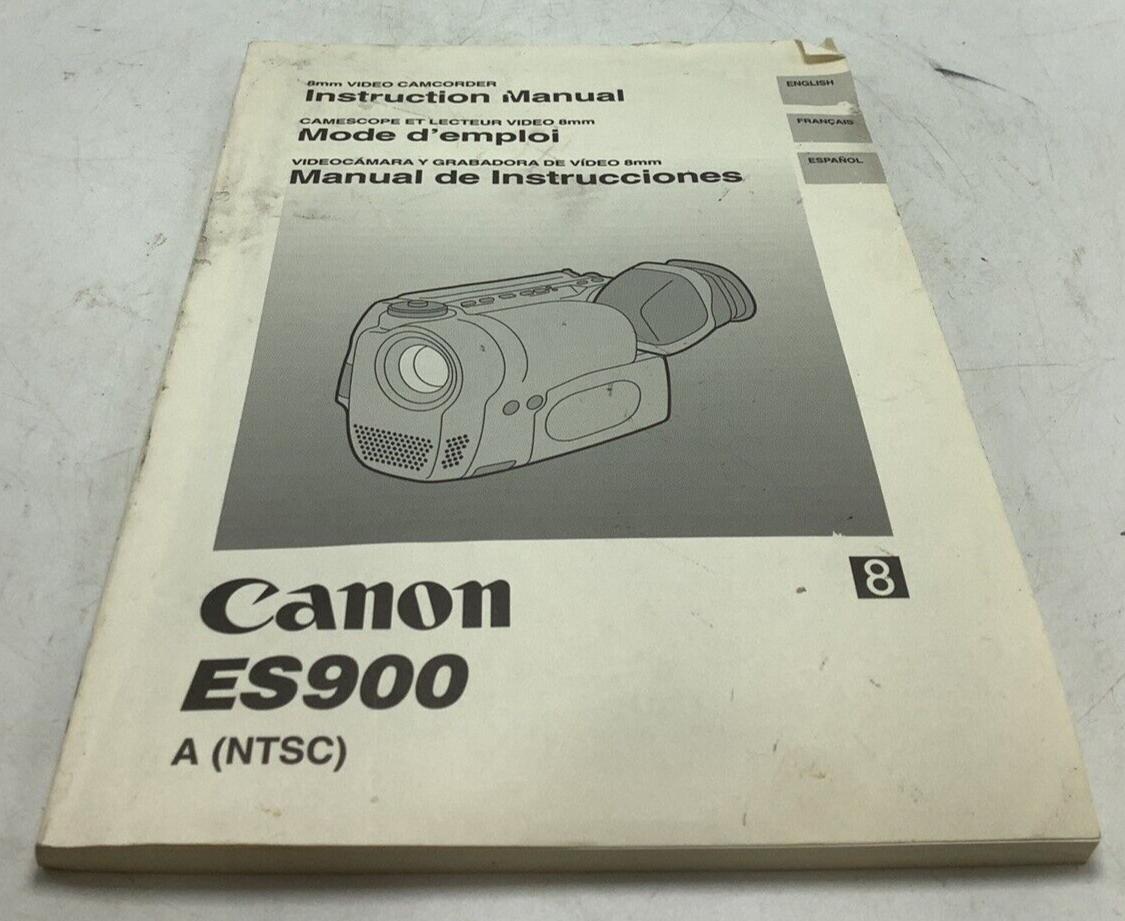 8mm VIDEO CAMCORDER
Instruction Manual
CAMESCOPE ET LECTEUR VIDEO 8mm
Mode d'emploi
VIDEOCÁMARA Y GRABADORA DE VÍDEO 8mm
Manual de Instrucciones
ENGLISH
FRANÇAIS
ESPAÑOL
8
Canon
ES900
A (NTSC)